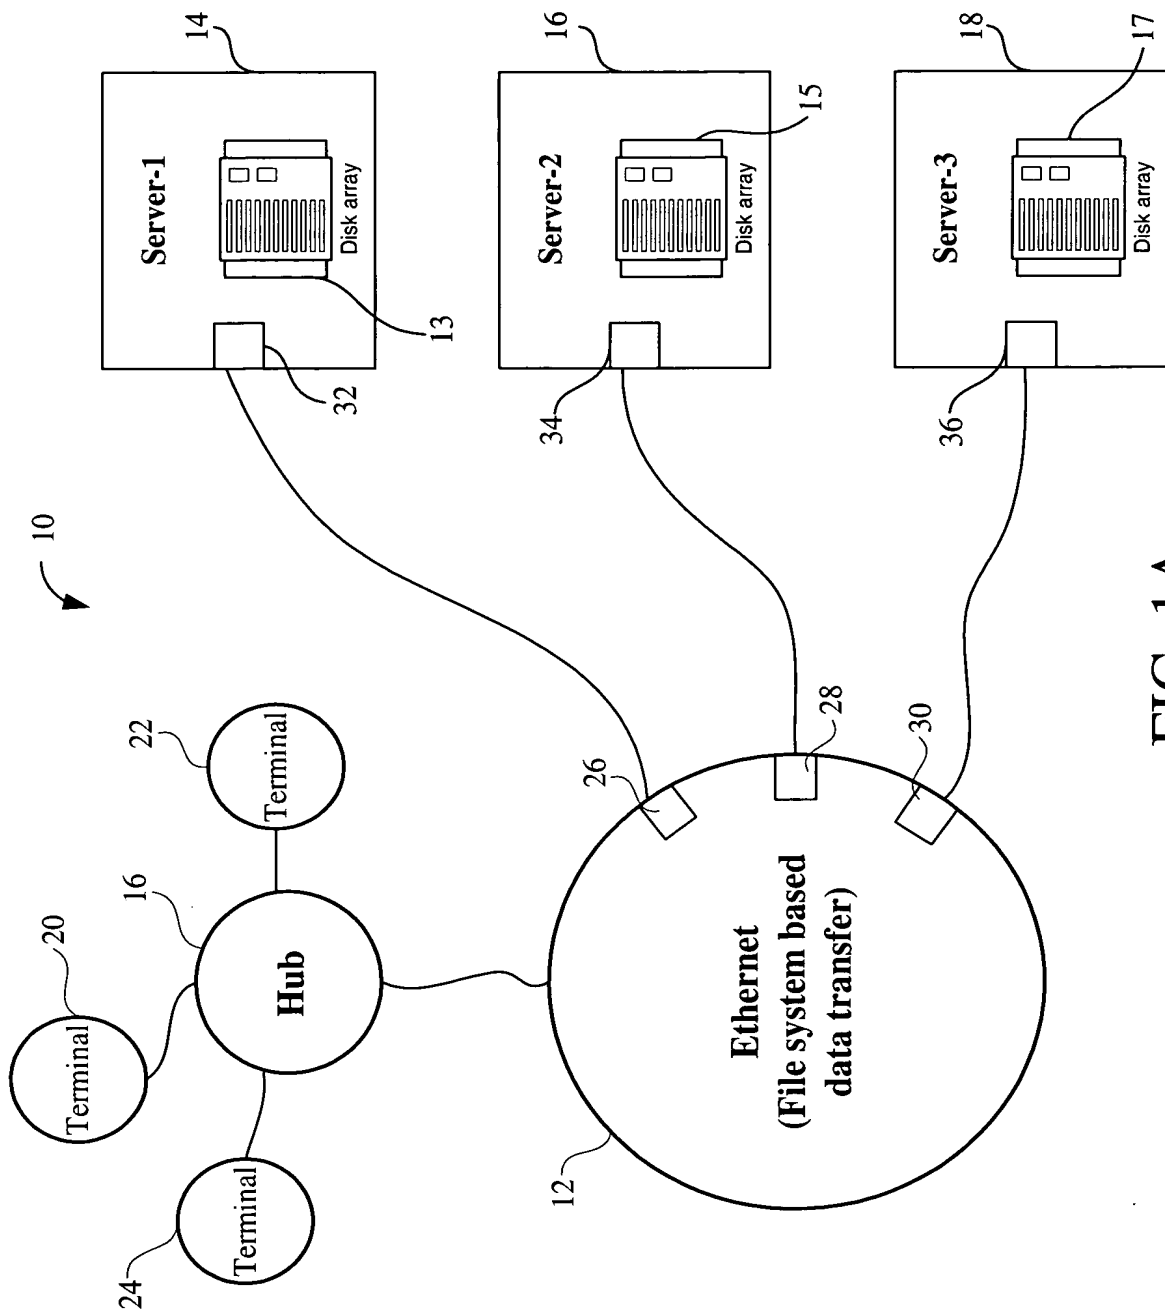 10
20
Terminal
24
Terminal
16
Hub
22
Terminal
14
Server-1
Disk array
13
32
16
Server-2
Disk array
15
34
18
Server-3
Disk array
17
36
12
Ethernet
(File system based
data transfer)
26
28
30
FIG. 1A